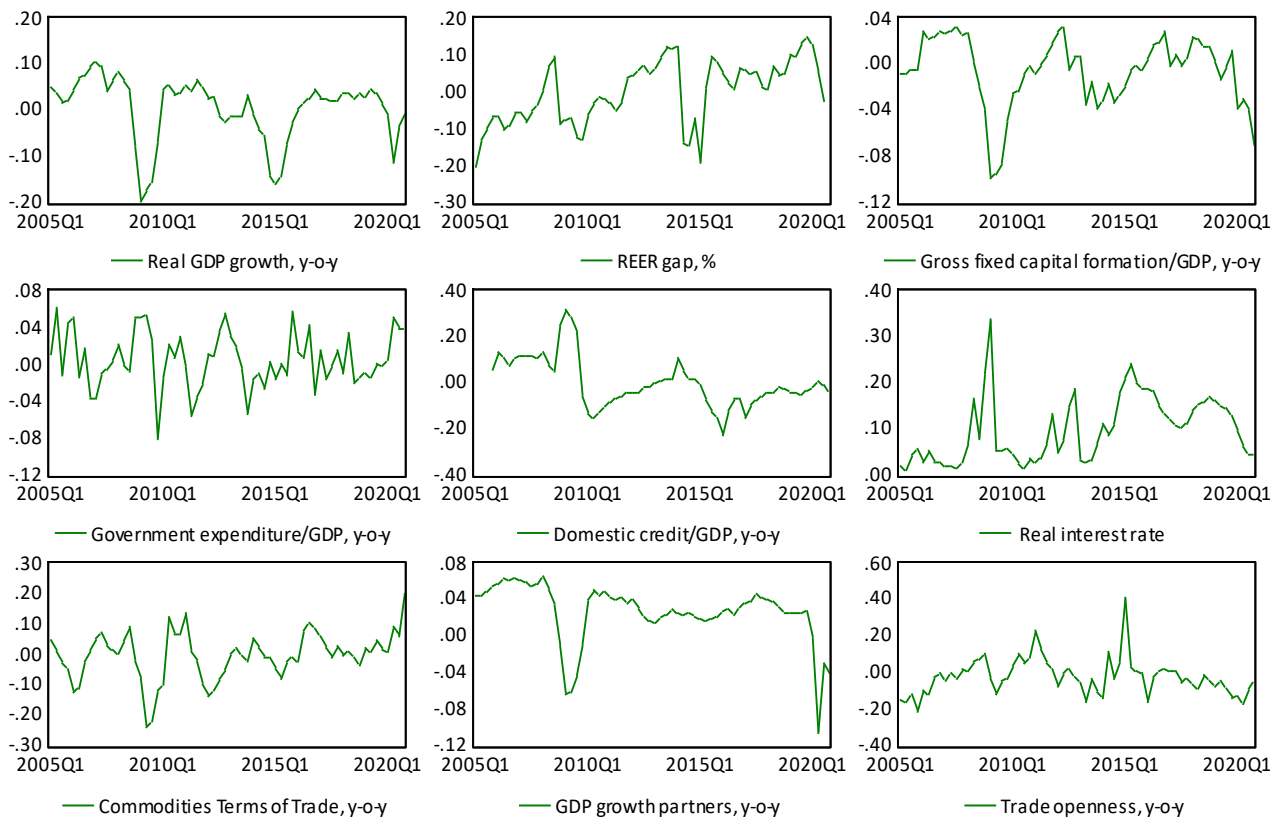 .20
.10
.00
-.10
-.20
2005Q1 2010Q1 2015Q1 2020Q1
Real GDP growth, y-o-y
.20
.10
.00
-.10
-.20
-.30
2005Q1 2010Q1 2015Q1 2020Q1
REER gap, %
.04
.00
-.04
-.08
-.12
2005Q1 2010Q1 2015Q1 2020Q1
Gross fixed capital formation/GDP, y-o-y
.08
.04
.00
-.04
-.08
-.12
2005Q1 2010Q1 2015Q1 2020Q1
Government expenditure/GDP, y-o-y
.40
.20
.00
-.20
-.40
2005Q1 2010Q1 2015Q1 2020Q1
Domestic credit/GDP, y-o-y
.40
.30
.20
.10
.00
2005Q1 2010Q1 2015Q1 2020Q1
Real interest rate
.30
.20
.10
.00
-.10
-.20
-.30
2005Q1 2010Q1 2015Q1 2020Q1
Commodities Terms of Trade, y-o-y
.08
.04
.00
-.04
-.08
-.12
2005Q1 2010Q1 2015Q1 2020Q1
GDP growth partners, y-o-y
.60
.40
.20
.00
-.20
-.40
2005Q1 2010Q1 2015Q1 2020Q1
Trade openness, y-o-y